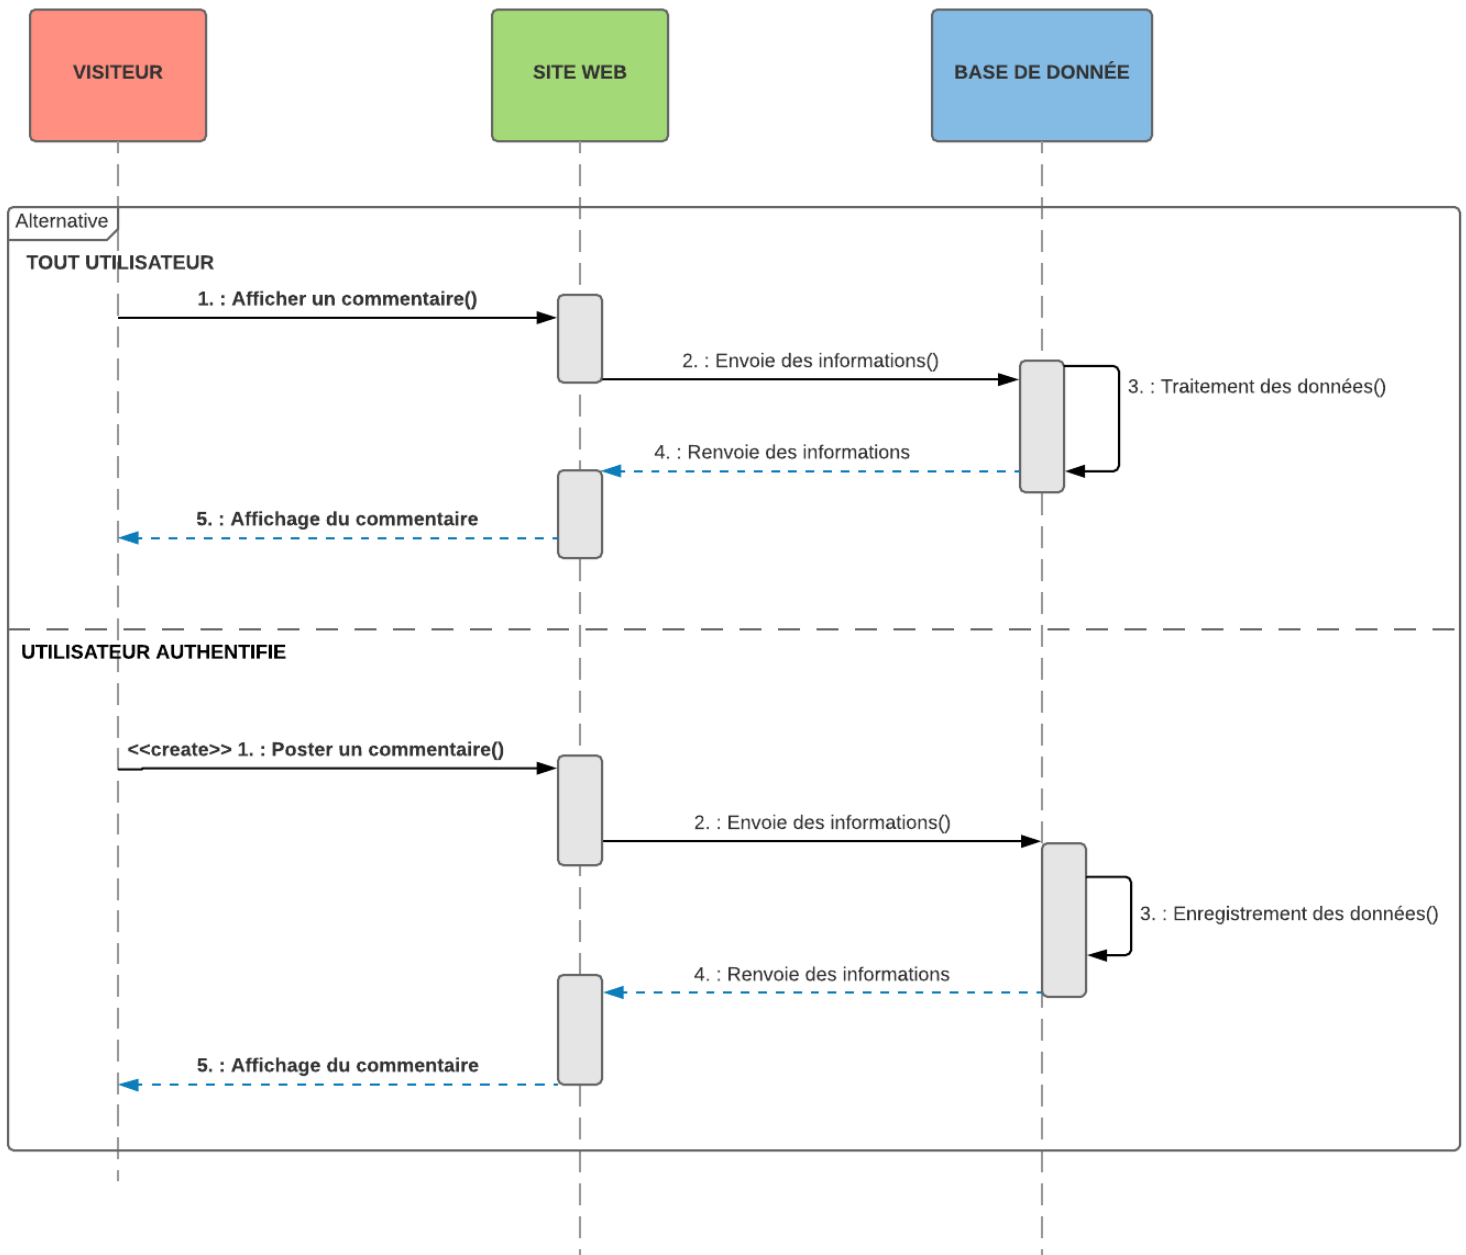 VISITEUR
SITE WEB
BASE DE DONNÉE
Alternative
TOUT UTILISATEUR
1. : Afficher un commentaire()
2. : Envoie des informations()
3. : Traitement des données()
4. : Renvoie des informations
5. : Affichage du commentaire
UTILISATEUR AUTHENTIFIE
<<create>> 1. : Poster un commentaire()
2. : Envoie des informations()
3. : Enregistrement des données()
4. : Renvoie des informations
5. : Affichage du commentaire